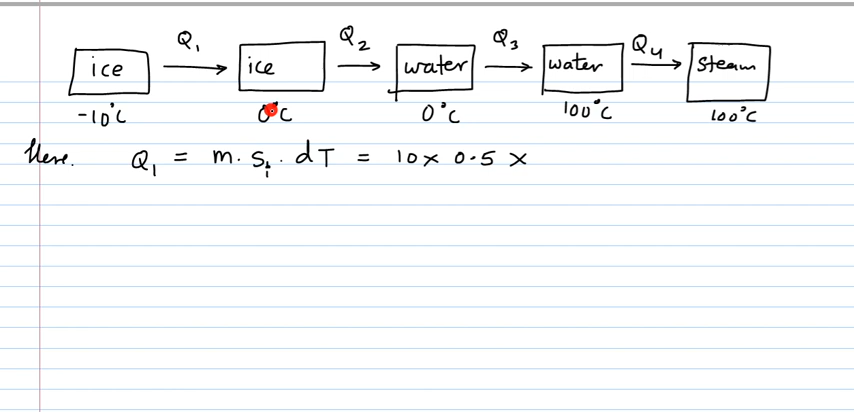 Q₁ Q₂ Q₃ Q₄
ice ice water water steam
-10°C 0°C 0°C 100°C 100°C
Here. Q₁ = m. sᵢ. dT = 10 x 0.5 x